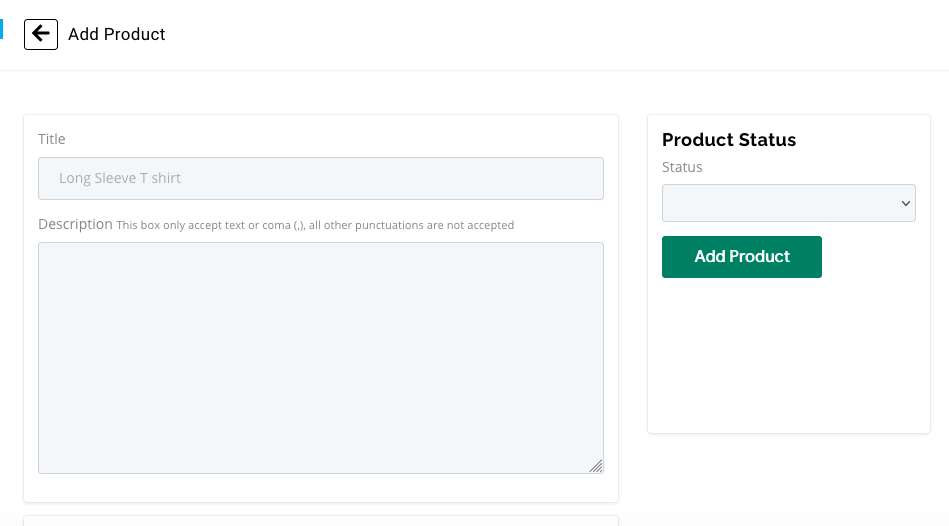 Add Product
Title
Long Sleeve T shirt
Description This box only accept text or coma (,), all other punctuations are not accepted
Product Status
Status
Add Product